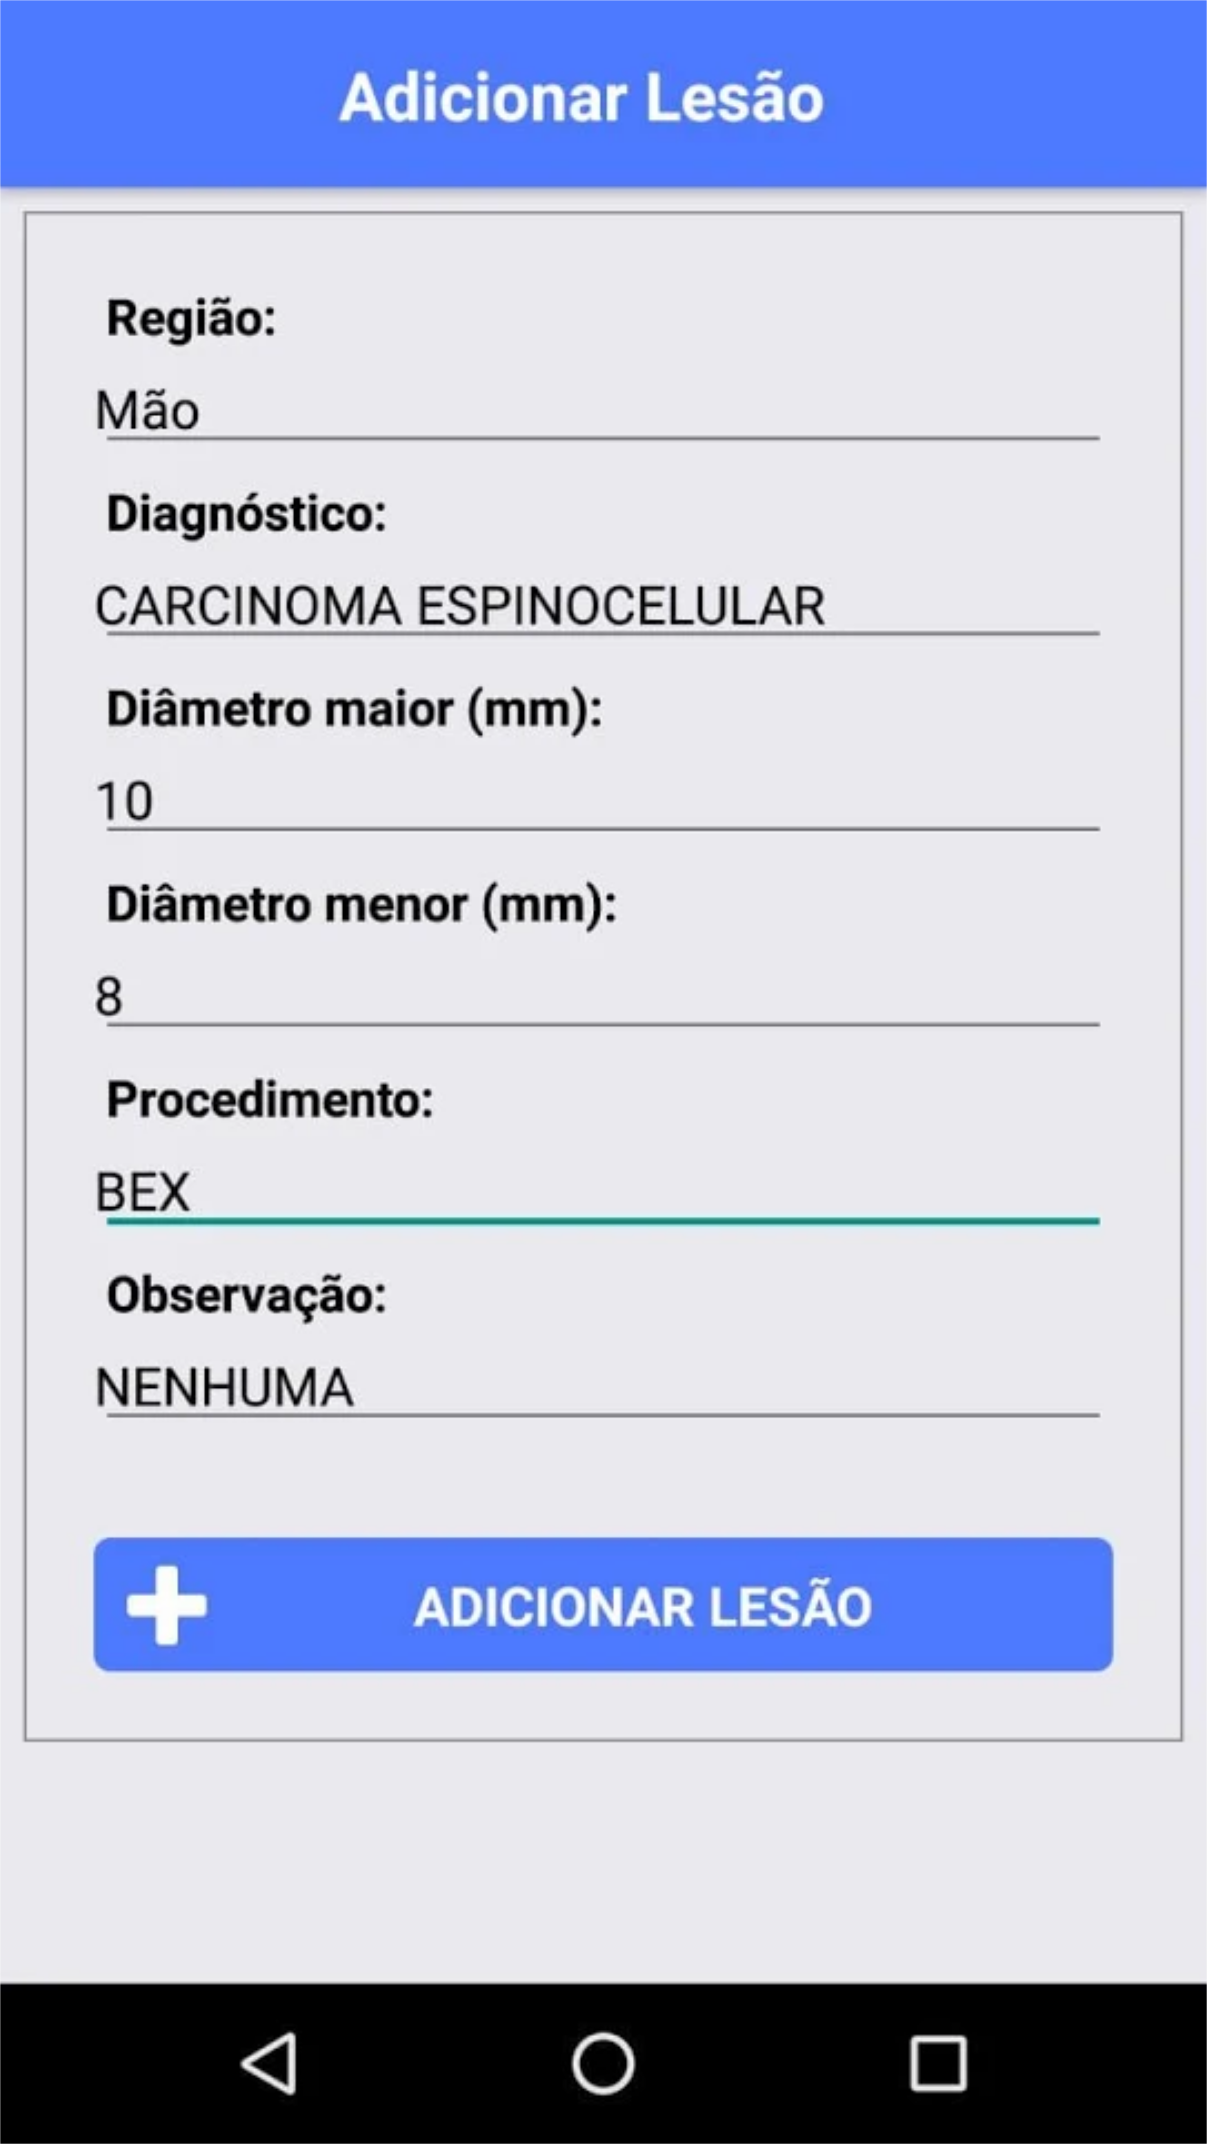 Adicionar Lesão
Região:
Mão
Diagnóstico:
CARCINOMA ESPINOCELULAR
Diâmetro maior (mm):
10
Diâmetro menor (mm):
8
Procedimento:
BEX
Observação:
NENHUMA
ADICIONAR LESÃO